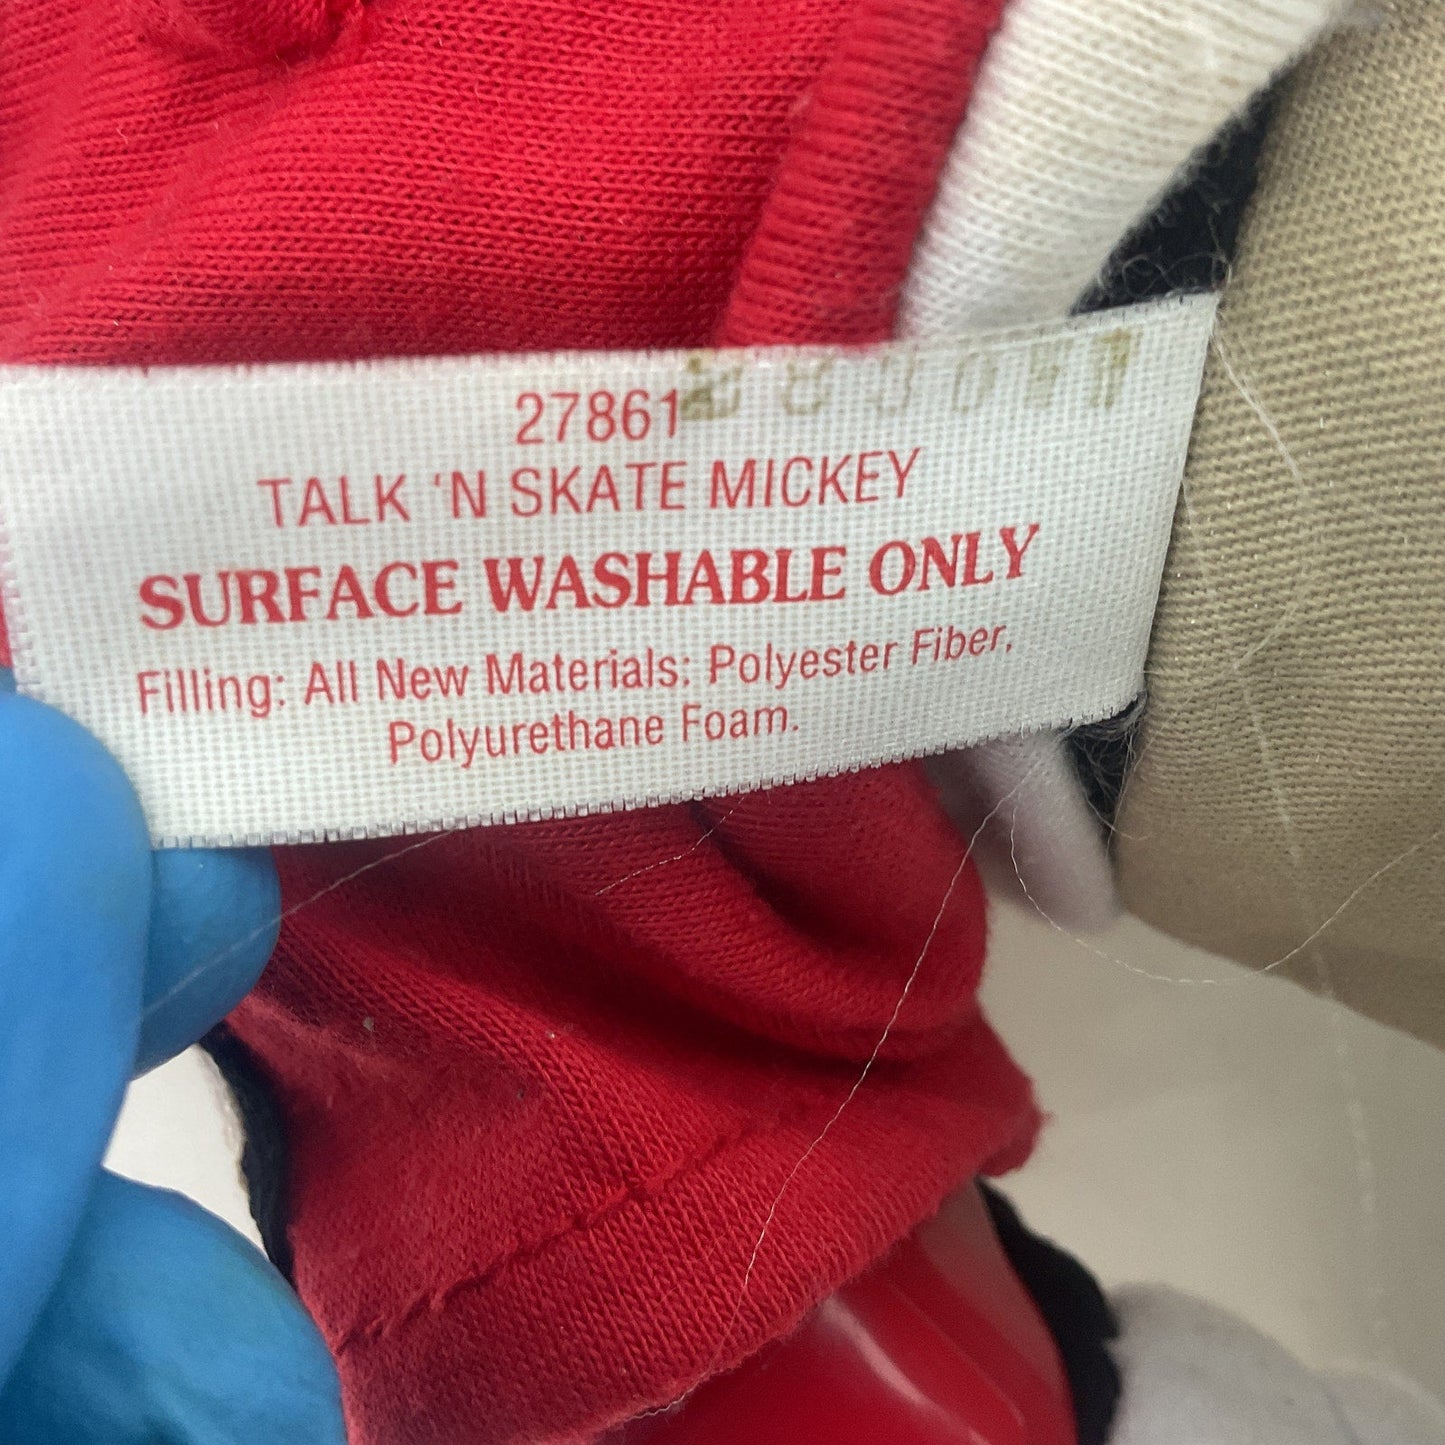 27861
TALK 'N SKATE MICKEY
SURFACE WASHABLE ONLY
Filling: All New Materials: Polyester Fiber,
Polyurethane Foam.